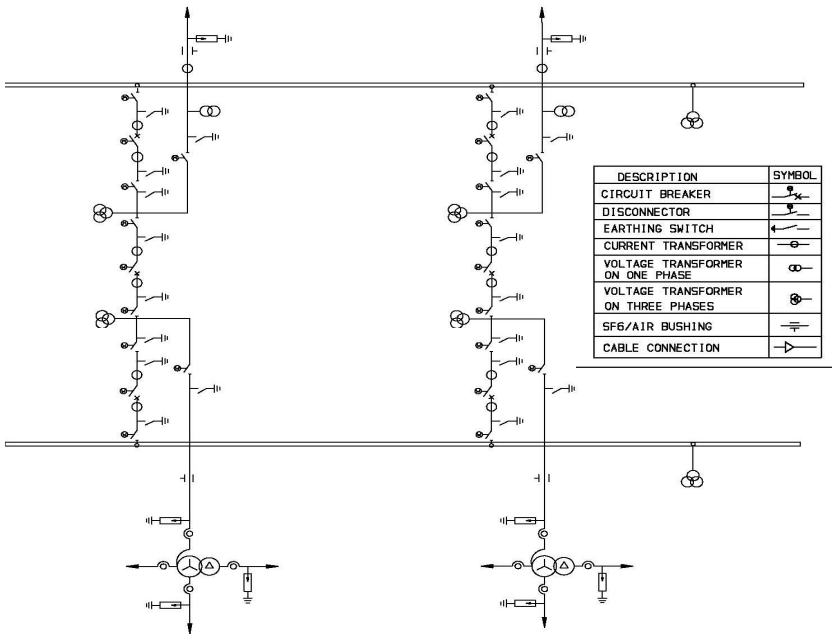 DESCRIPTION SYMBOL
CIRCUIT BREAKER
DISCONNECTOR
EARTHING SWITCH
CURRENT TRANSFORMER
VOLTAGE TRANSFORMER
ON ONE PHASE
VOLTAGE TRANSFORMER
ON THREE PHASES
SF6/AIR BUSHING
CABLE CONNECTION